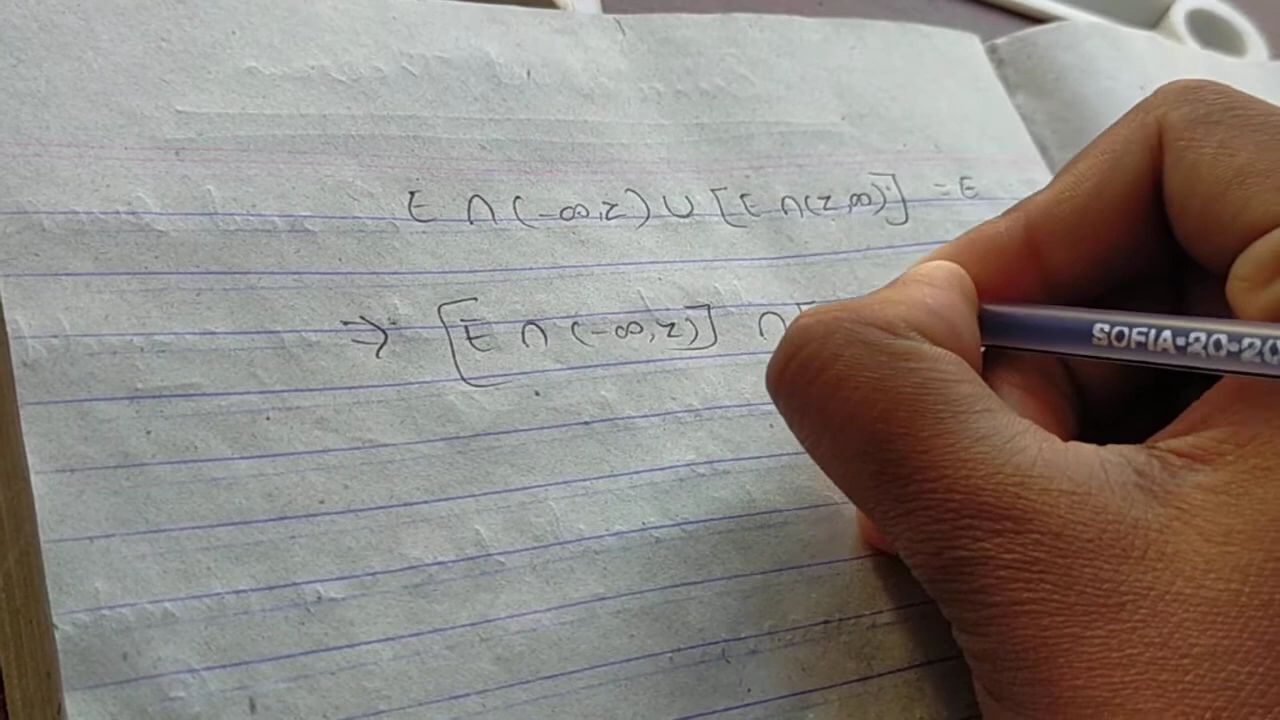 E ∩ (-∞,z) ∪ [E ∩ (z,∞)] = E
→ [E ∩ (-∞,z)] ∩
SOFIA-20-20